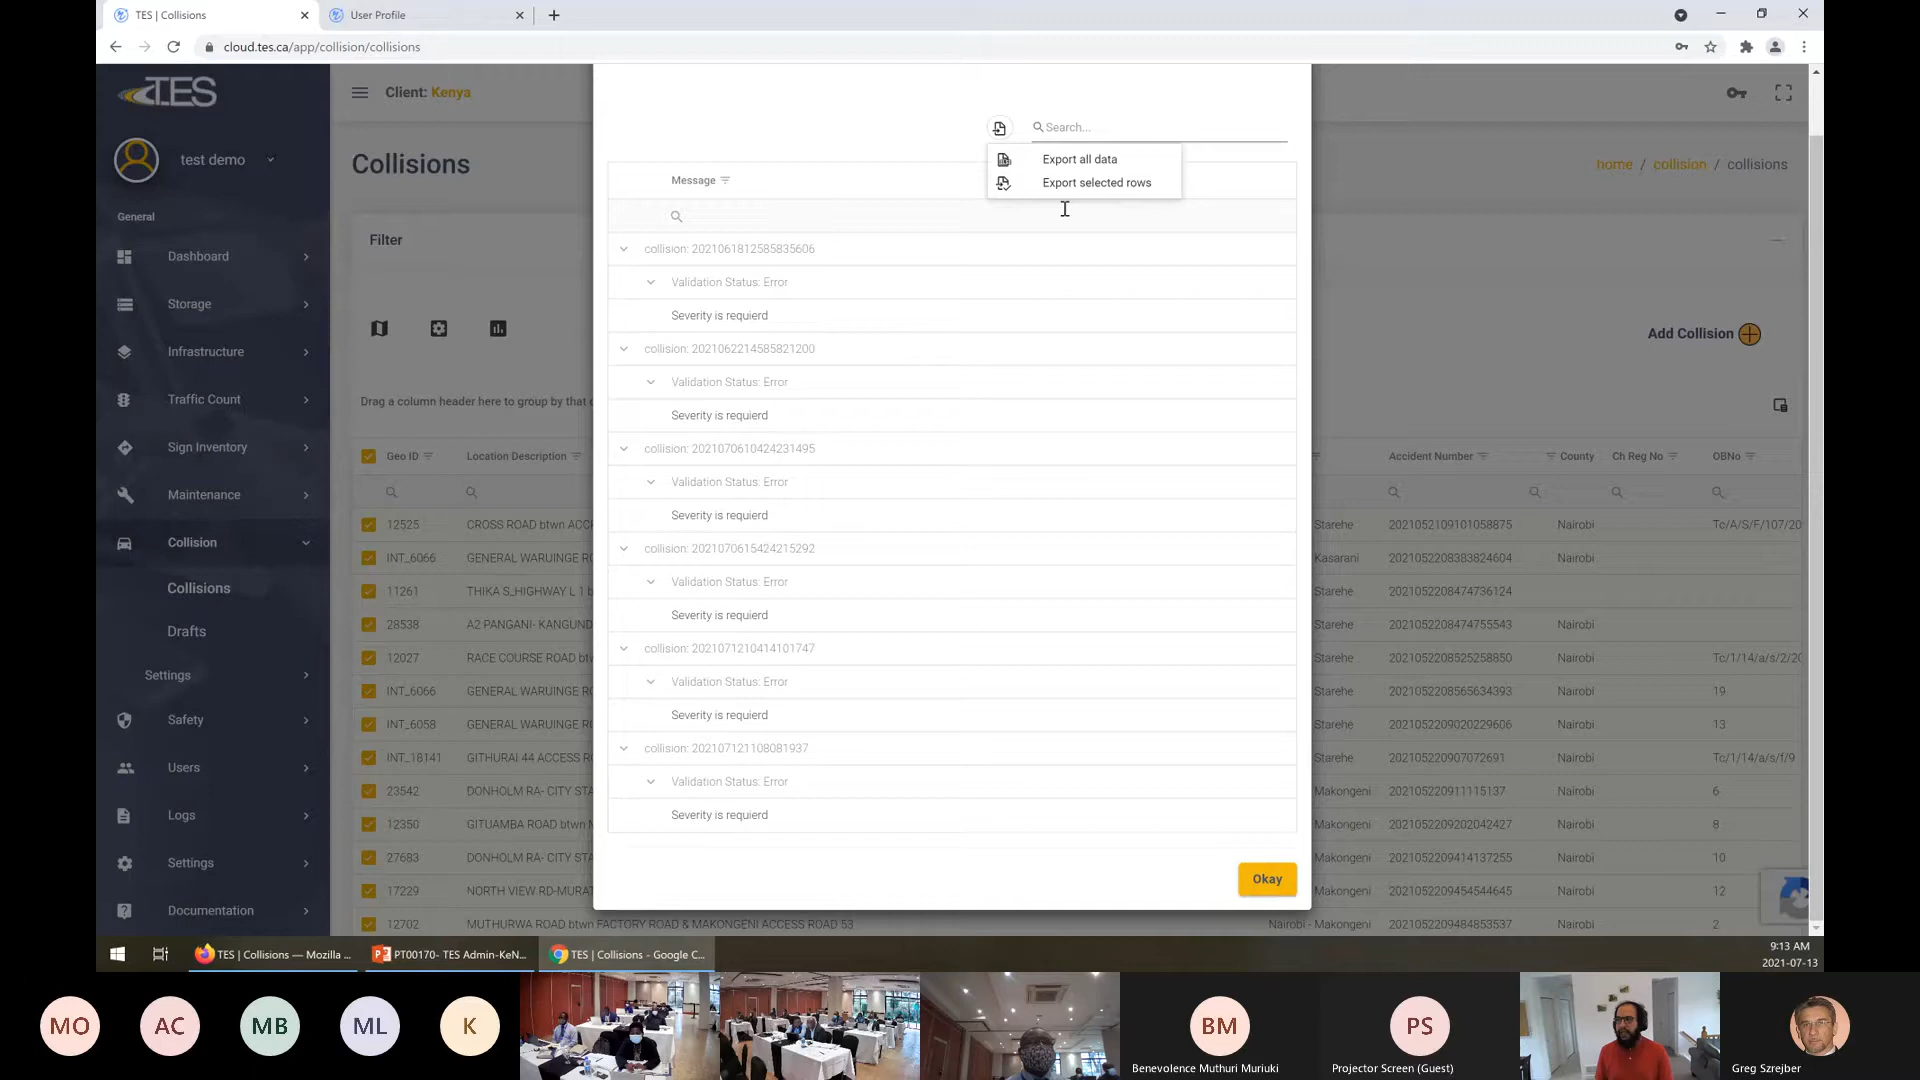 TES | Collisions
User Profile
cloud.tes.ca/app/collision/collisions
TES
Client: Kenya
test demo
General
Dashboard
Storage
Infrastructure
Traffic Count
Sign Inventory
Maintenance
Collision
Collisions
Drafts
Settings
Safety
Users
Logs
Settings
Documentation
Collisions
home / collision / collisions
Filter
Add Collision
Drag a column header here to group by that
Geo ID
Location Description
Accident Number
County
Ch Reg No
OBNo
12525 CROSS ROAD btwn ACC Starehe 2021052109101058875 Nairobi Tc/A/S/F/107/20
INT_6066 GENERAL WARUINGE R Kasarani 2021052208383824604 Nairobi
11261 THIKA S_HIGHWAY L 1 Starehe 2021052208474736124
28538 A2 PANGANI- KANGUND Starehe 2021052208474755543 Nairobi
12027 RACE COURSE ROAD bt Starehe 2021052208525258850 Nairobi Tc/1/14/a/s/2/20
INT_6066 GENERAL WARUINGE R Starehe 2021052208565634393 Nairobi 19
INT_6058 GENERAL WARUINGE R Starehe 2021052209020229606 Nairobi 13
INT_18141 GITHURAI 44 ACCESS R Starehe 202105220907072691 Nairobi Tc/1/14/a/s/f/9
23542 DONHOLM RA- CITY STA Makongeni 202105220911115137 Nairobi 6
12350 GITUAMBA ROAD btwn Makongeni 2021052209202042427 Nairobi 8
27683 DONHOLM RA- CITY STA Makongeni 2021052209414137255 Nairobi 10
17229 NORTH VIEW RD-MURA Makongeni 2021052209454544645 Nairobi 12
12702 MUTHURWA ROAD btwn FACTORY ROAD & MAKONGENI ACCESS ROAD 53 Nairobi - Makongeni 2021052209484853537 Nairobi 2
Search...
Export all data
Export selected rows
Message
collision: 2021061812585835606
Validation Status: Error
Severity is requierd
collision: 2021062214585821200
Validation Status: Error
Severity is requierd
collision: 2021070610424231495
Validation Status: Error
Severity is requierd
collision: 2021070615424215292
Validation Status: Error
Severity is requierd
collision: 2021071210414101747
Validation Status: Error
Severity is requierd
collision: 202107121108081937
Validation Status: Error
Severity is requierd
Okay
TES | Collisions — Mozilla ...
PT00170- TES Admin-KeN...
TES | Collisions - Google C...
9:13 AM
2021-07-13
MO
AC
MB
ML
K
BM
Benevolence Muthuri Muriuki
PS
Projector Screen (Guest)
Greg Szrejber